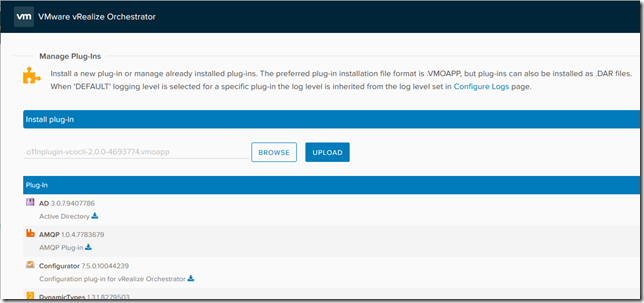 vm VMware vRealize Orchestrator
Manage Plug-Ins
Install a new plug-in or manage already installed plug-ins. The preferred plug-in installation file format is .VMOAPP, but plug-ins can also be installed as .DAR files.
When 'DEFAULT' logging level is selected for a specific plug-in the log level is inherited from the log level set in Configure Logs page.
Install plug-in
o11nplugin-vcocli-2.0.0-4693774.vmoapp BROWSE UPLOAD
Plug-In
AD 3.0.7.9407786
Active Directory
AMQP 1.0.4.7783679
AMQP Plug-in
Configurator 7.5.0.10044239
Configuration plug-in for vRealize Orchestrator
DynamicTypes 1.3.1.8279503